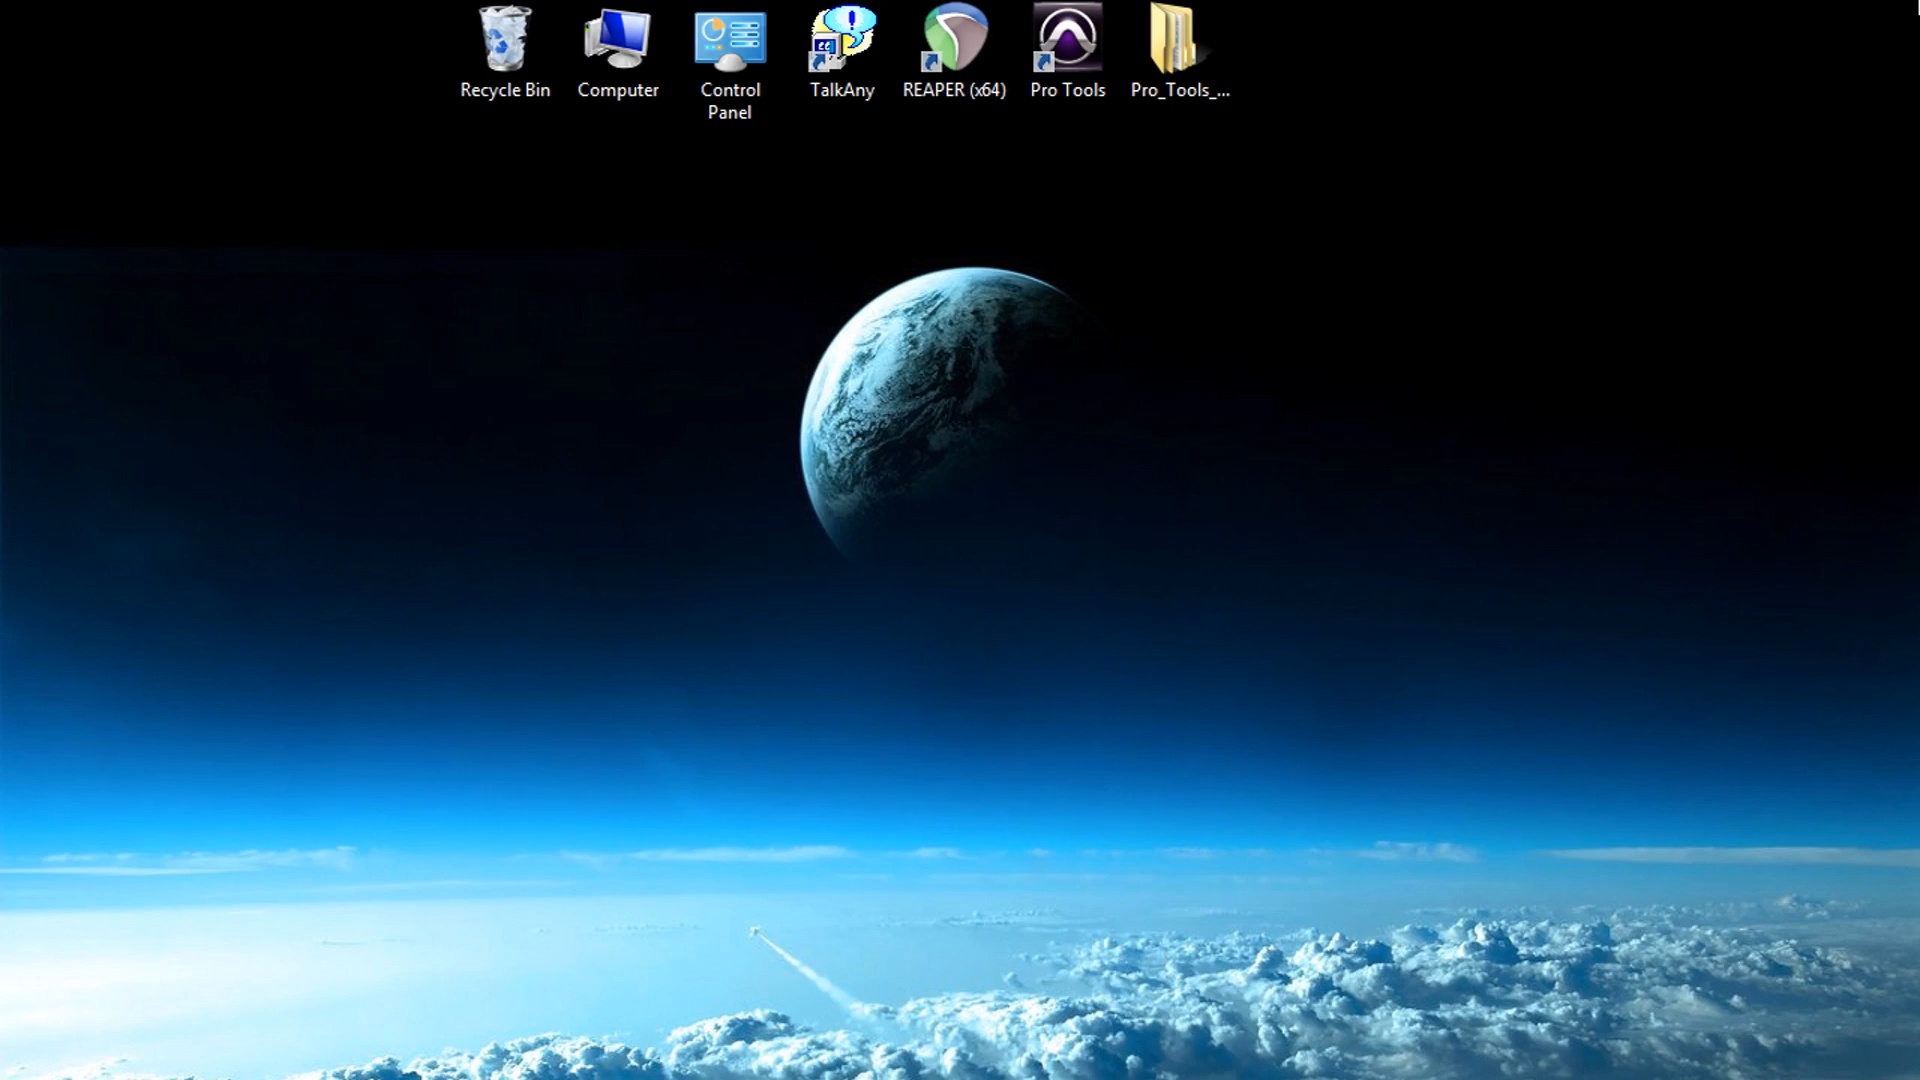 Recycle Bin
Computer
Control
Panel
TalkAny
REAPER (x64)
Pro Tools
Pro_Tools_...